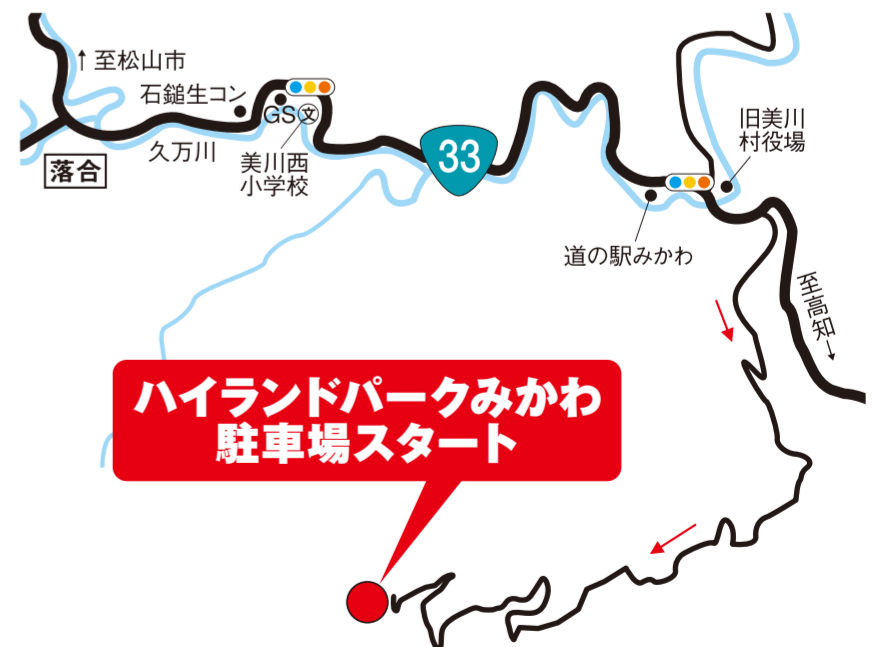 ↑至松山市
石鎚生コン
GS文
久万川
美川西
小学校
落合
33
旧美川
村役場
道の駅みかわ
至高知→
ハイランドパークみかわ
駐車場スタート